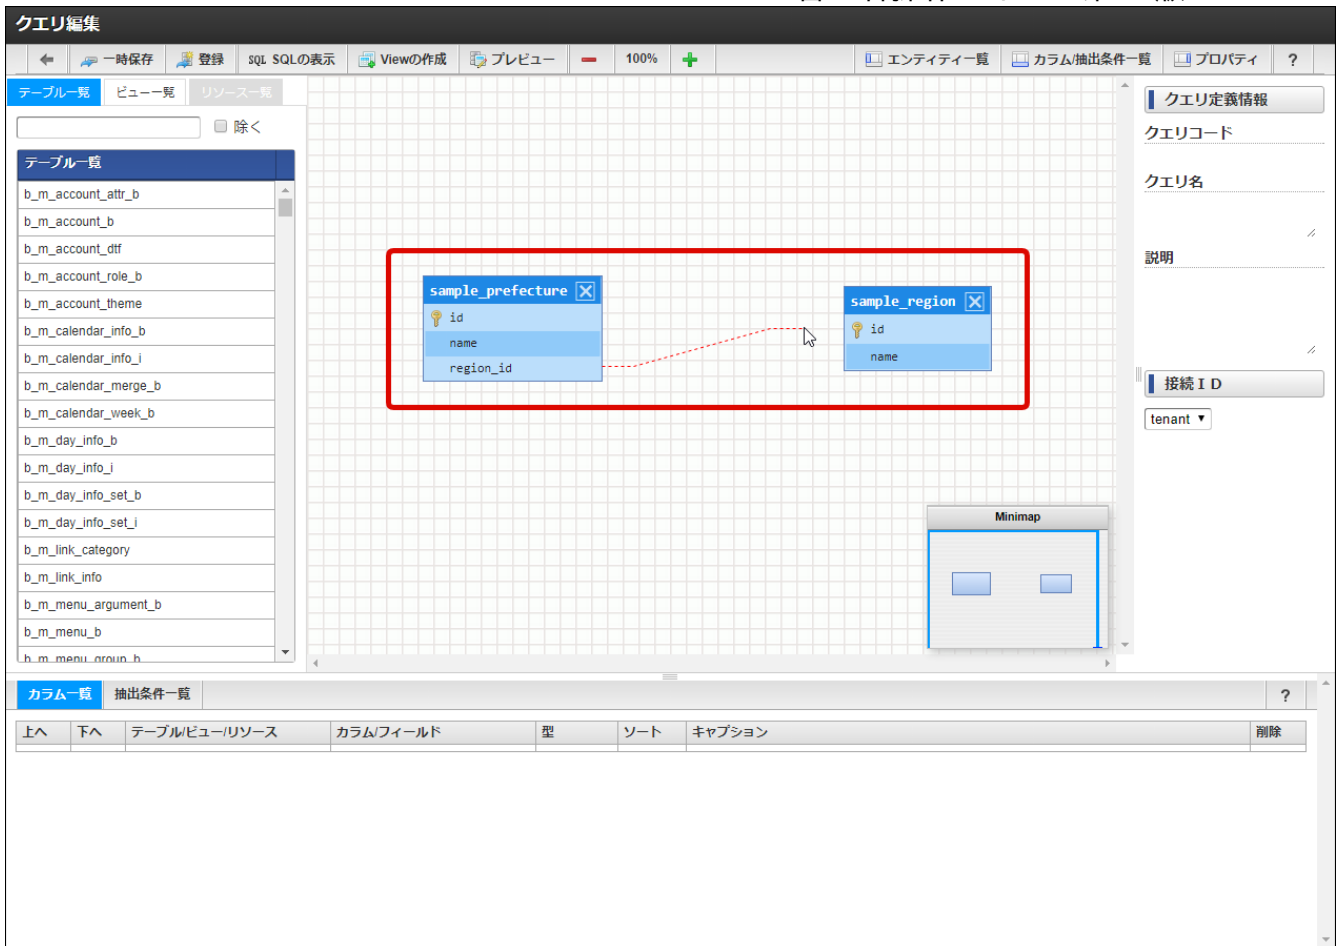 クエリ編集
一時保存 登録 SQL SQLの表示 Viewの作成 プレビュー 100% エンティティ一覧 カラム/抽出条件一覧 プロパティ ?
テーブル一覧 ビュー一覧 リソース一覧
除く
テーブル一覧
b_m_account_attr_b
b_m_account_b
b_m_account_dtf
b_m_account_role_b
b_m_account_theme
b_m_calendar_info_b
b_m_calendar_info_i
b_m_calendar_merge_b
b_m_calendar_week_b
b_m_day_info_b
b_m_day_info_i
b_m_day_info_set_b
b_m_day_info_set_i
b_m_link_category
b_m_link_info
b_m_menu_argument_b
b_m_menu_b
b_m_menu_group_b
sample_prefecture
id
name
region_id
sample_region
id
name
Minimap
クエリ定義情報
クエリコード
クエリ名
説明
接続ＩＤ
tenant
カラム一覧 抽出条件一覧 ?
上へ 下へ テーブル/ビュー/リソース カラム/フィールド 型 ソート キャプション 削除